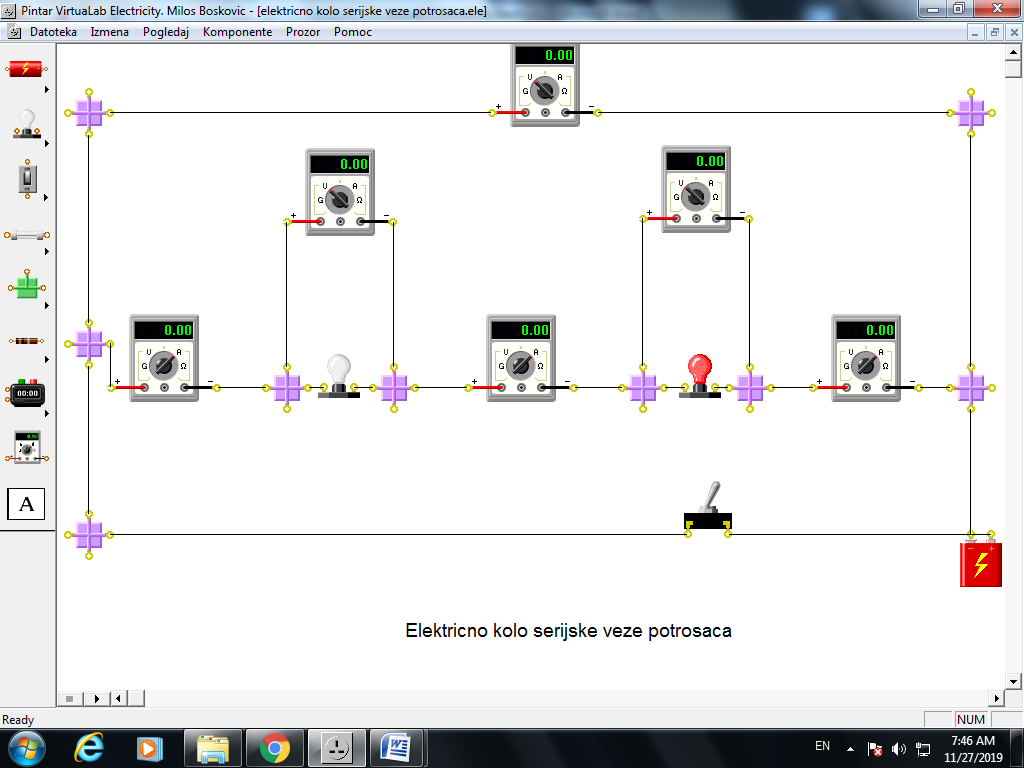 Pintar VirtuaLab Electricity. Milos Boskovic - [elektricno kolo serijske veze potrosaca.ele]
Datoteka Izmena Pogledaj Komponente Prozor Pomoc
0.00
U A
G Ω
+ −
0.00
U A
G Ω
+ −
0.00
U A
G Ω
+ −
0.00
U A
G Ω
+ −
0.00
U A
G Ω
+ −
0.00
U A
G Ω
+ −
00:00
0.00
A
− +
Elektricno kolo serijske veze potrosaca
Ready
NUM
EN
7:46 AM
11/27/2019